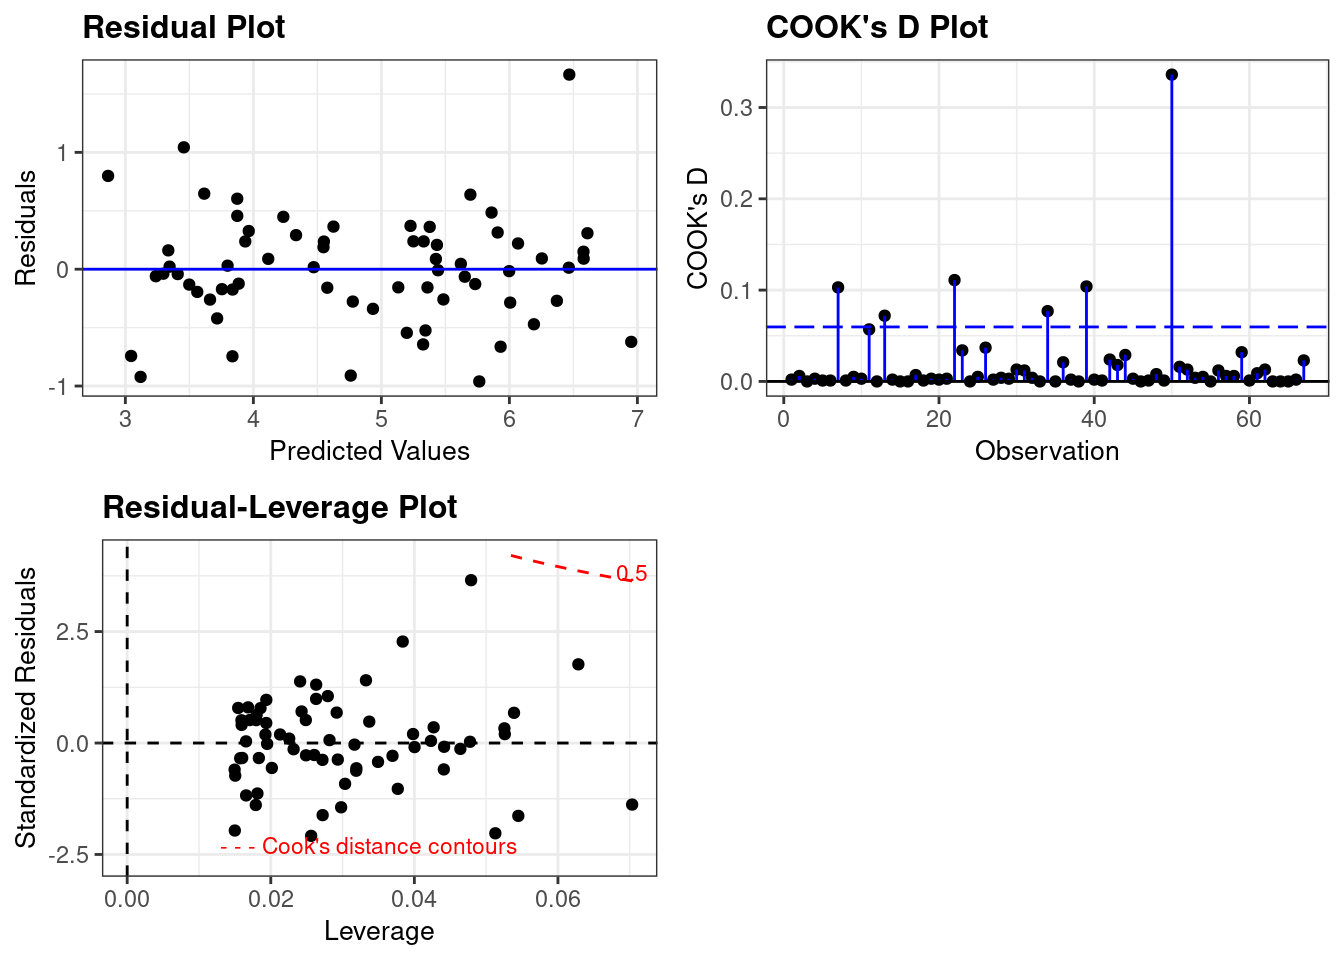 Residual Plot
Residuals
1
0
-1
3 4 5 6 7
Predicted Values
COOK's D Plot
COOK's D
0.3
0.2
0.1
0.0
0 20 40 60
Observation
Residual-Leverage Plot
Standardized Residuals
2.5
0.0
-2.5
0.5
Cook's distance contours
0.00 0.02 0.04 0.06
Leverage